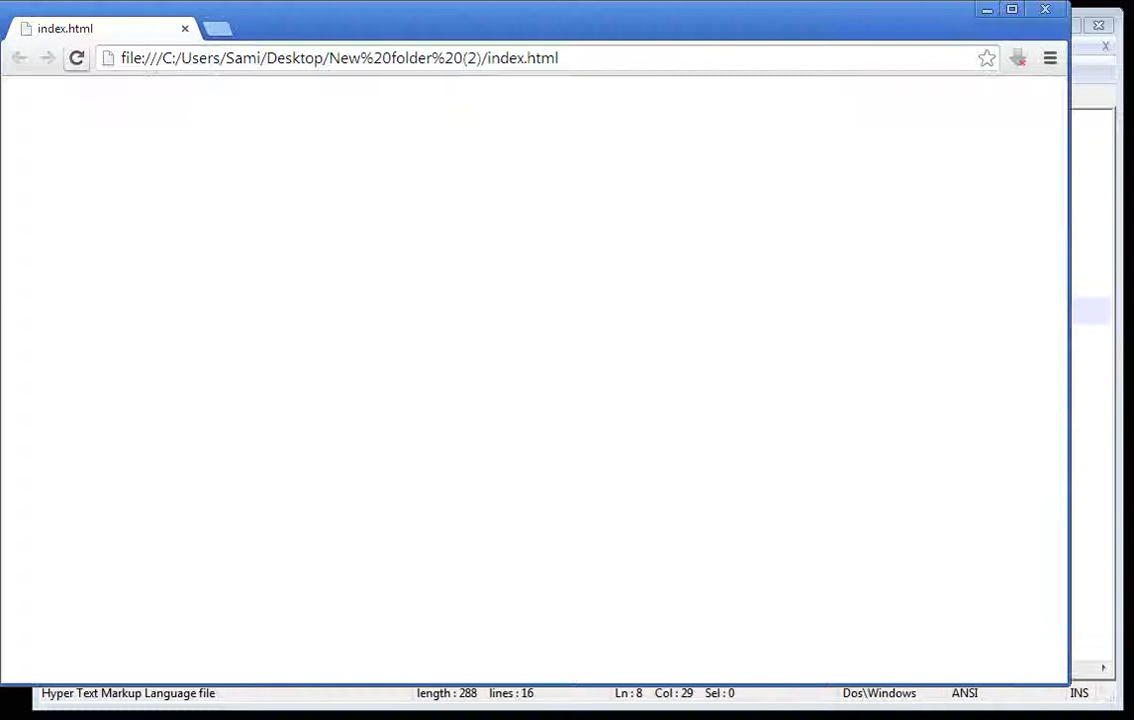 index.html
file:///C:/Users/Sami/Desktop/New%20folder%20(2)/index.html
Hyper Text Markup Language file length : 288 lines : 16 Ln : 8 Col : 29 Sel : 0 Dos\Windows ANSI INS